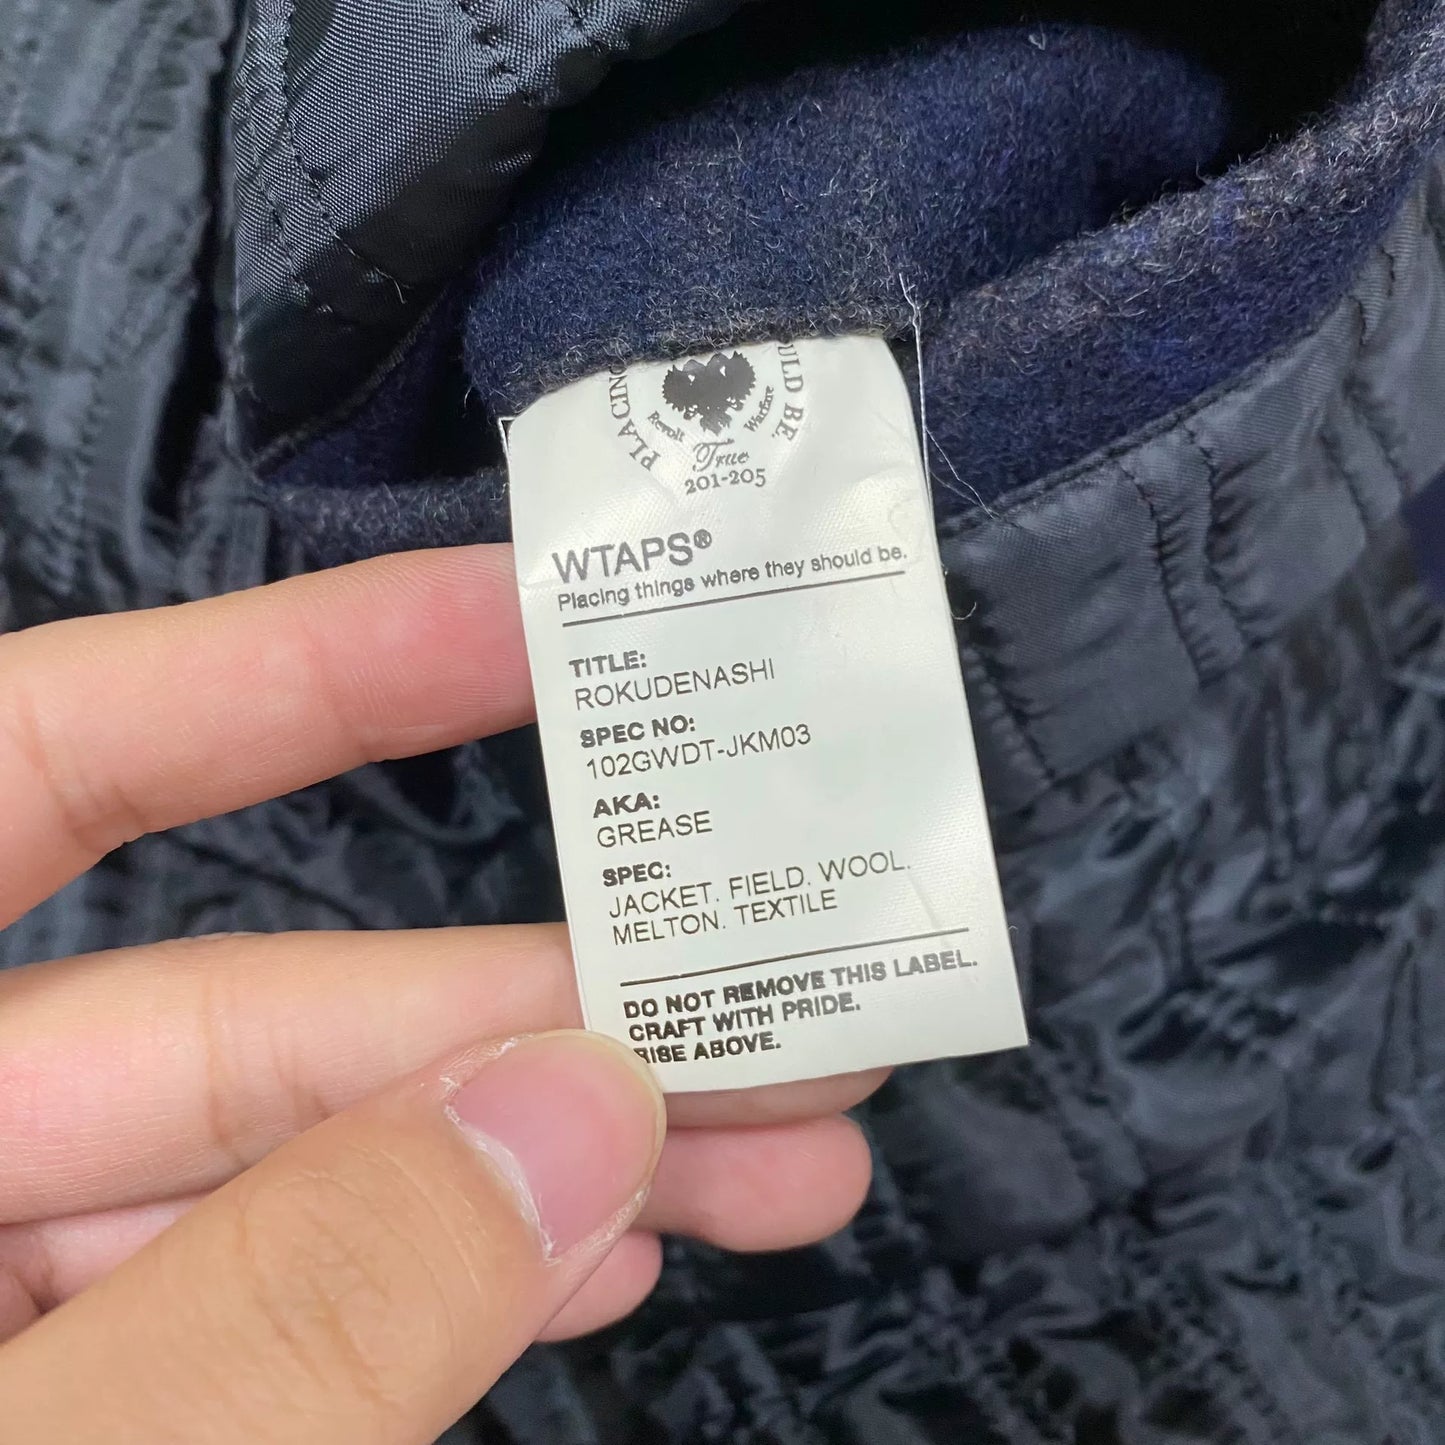 PLACING
OULD BE.
Revolt Warfare
True
201-205
WTAPS®
Placing things where they should be.
TITLE:
ROKUDENASHI
SPEC NO:
102GWDT-JKM03
AKA:
GREASE
SPEC:
JACKET. FIELD. WOOL.
MELTON. TEXTILE
DO NOT REMOVE THIS LABEL.
CRAFT WITH PRIDE.
RISE ABOVE.